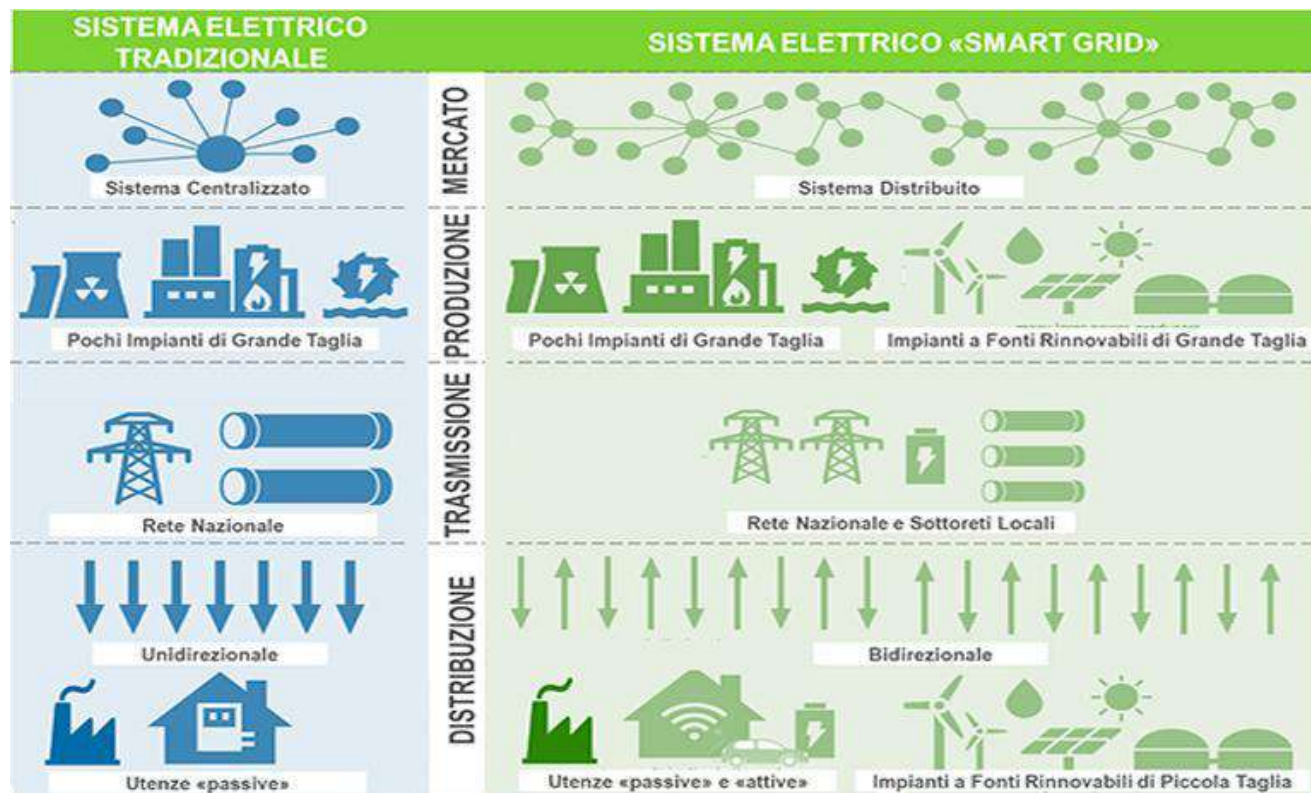 SISTEMA ELETTRICO
TRADIZIONALE
SISTEMA ELETTRICO «SMART GRID»
MERCATO
Sistema Centralizzato
Sistema Distribuito
PRODUZIONE
Pochi Impianti di Grande Taglia
Pochi Impianti di Grande Taglia
Impianti a Fonti Rinnovabili di Grande Taglia
TRASMISSIONE
Rete Nazionale
Rete Nazionale e Sottoreti Locali
DISTRIBUZIONE
Unidirezionale
Bidirezionale
Utenze «passive»
Utenze «passive» e «attive»
Impianti a Fonti Rinnovabili di Piccola Taglia